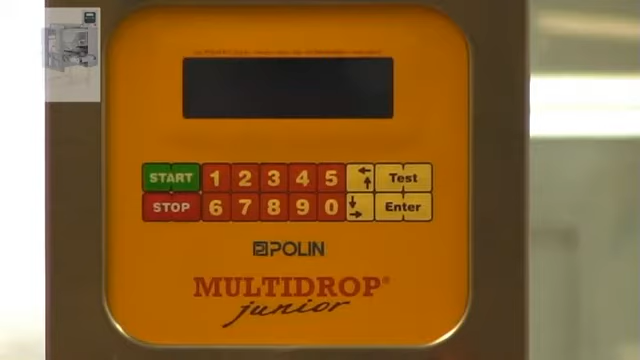 START 1 2 3 4 5 Test
STOP 6 7 8 9 0 Enter
POLIN
MULTIDROP®
junior